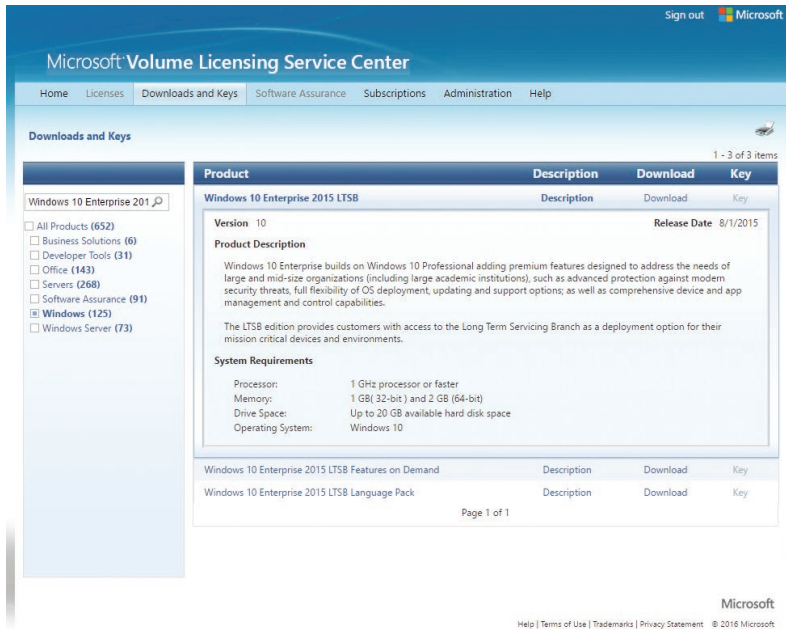 Sign out Microsoft
Microsoft Volume Licensing Service Center
Home Licenses Downloads and Keys Software Assurance Subscriptions Administration Help
Downloads and Keys
1 - 3 of 3 items
Windows 10 Enterprise 201
All Products (652)
Business Solutions (6)
Developer Tools (31)
Office (143)
Servers (268)
Software Assurance (91)
Windows (125)
Windows Server (73)
Product Description Download Key
Windows 10 Enterprise 2015 LTSB Description Download Key
Version 10 Release Date 8/1/2015
Product Description
Windows 10 Enterprise builds on Windows 10 Professional adding premium features designed to address the needs of
large and mid-size organizations (including large academic institutions), such as advanced protection against modern
security threats, full flexibility of OS deployment, updating and support options; as well as comprehensive device and app
management and control capabilities.
The LTSB edition provides customers with access to the Long Term Servicing Branch as a deployment option for their
mission critical devices and environments.
System Requirements
Processor: 1 GHz processor or faster
Memory: 1 GB( 32-bit ) and 2 GB (64-bit)
Drive Space: Up to 20 GB available hard disk space
Operating System: Windows 10
Windows 10 Enterprise 2015 LTSB Features on Demand Description Download Key
Windows 10 Enterprise 2015 LTSB Language Pack Description Download Key
Page 1 of 1
Microsoft
Help | Terms of Use | Trademarks | Privacy Statement © 2016 Microsoft